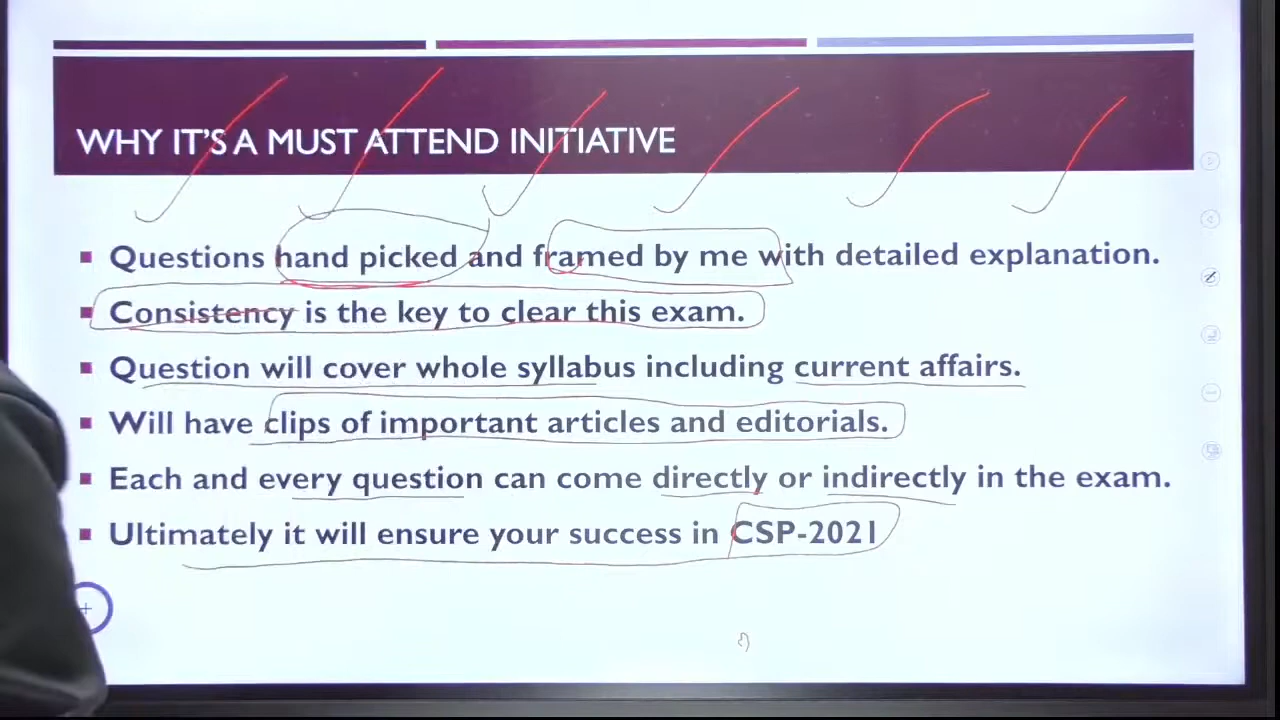 WHY IT'S A MUST ATTEND INITIATIVE
Questions hand picked and framed by me with detailed explanation.
Consistency is the key to clear this exam.
Question will cover whole syllabus including current affairs.
Will have clips of important articles and editorials.
Each and every question can come directly or indirectly in the exam.
Ultimately it will ensure your success in CSP-2021